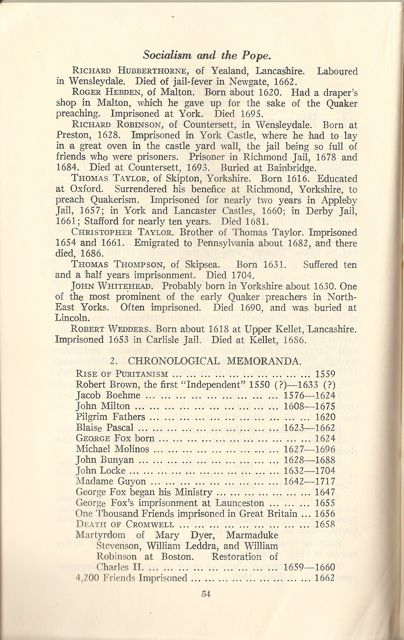 Socialism and the Pope.
RICHARD HUBBERTHORNE, of Yealand, Lancashire. Laboured
in Wensleydale. Died of jail-fever in Newgate, 1662.
ROGER HEBDEN, of Malton. Born about 1620. Had a draper's
shop in Malton, which he gave up for the sake of the Quaker
preaching. Imprisoned at York. Died 1695.
RICHARD ROBINSON, of Countersett, in Wensleydale. Born at
Preston, 1628. Imprisoned in York Castle, where he had to lay
in a great oven in the castle yard wall, the jail being so full of
friends who were prisoners. Prisoner in Richmond Jail, 1678 and
1684. Died at Countersett, 1693. Buried at Bainbridge.
THOMAS TAYLOR, of Skipton, Yorkshire. Born 1616. Educated
at Oxford. Surrendered his benefice at Richmond, Yorkshire, to
preach Quakerism. Imprisoned for nearly two years in Appleby
Jail, 1657; in York and Lancaster Castles, 1660; in Derby Jail,
1661; Stafford for nearly ten years. Died 1681.
CHRISTOPHER TAYLOR. Brother of Thomas Taylor. Imprisoned
1654 and 1661. Emigrated to Pennsylvania about 1682, and there
died, 1686.
THOMAS THOMPSON, of Skipsea. Born 1631. Suffered ten
and a half years imprisonment. Died 1704.
JOHN WHITEHEAD. Probably born in Yorkshire about 1630. One
of the most prominent of the early Quaker preachers in North-
East Yorks. Often imprisoned. Died 1690, and was buried at
Lincoln.
ROBERT WEDDERS. Born about 1618 at Upper Kellet, Lancashire.
Imprisoned 1653 in Carlisle Jail. Died at Kellet, 1686.
2. CHRONOLOGICAL MEMORANDA.
RISE OF PURITANISM ... ... ... ... ... ... ... 1559
Robert Brown, the first "Independent" 1550 (?)—1633 (?)
Jacob Boehme ... ... ... ... ... ... ... 1576—1624
John Milton ... ... ... ... ... ... ... 1608—1675
Pilgrim Fathers ... ... ... ... ... ... ... 1620
Blaise Pascal ... ... ... ... ... ... ... 1623—1662
GEORGE FOX born ... ... ... ... ... ... ... 1624
Michael Molinos ... ... ... ... ... ... ... 1627—1696
John Bunyan ... ... ... ... ... ... ... 1628—1688
John Locke ... ... ... ... ... ... ... 1632—1704
Madame Guyon ... ... ... ... ... ... ... 1642—1717
George Fox began his Ministry ... ... ... ... ... 1647
George Fox's imprisonment at Launceston ... ... ... 1655
One Thousand Friends imprisoned in Great Britain ... 1656
DEATH OF CROMWELL ... ... ... ... ... ... ... 1658
Martyrdom of Mary Dyer, Marmaduke
Stevenson, William Leddra, and William
Robinson at Boston. Restoration of
Charles II. ... ... ... ... ... ... ... 1659—1660
4,200 Friends Imprisoned ... ... ... ... ... ... 1662
54